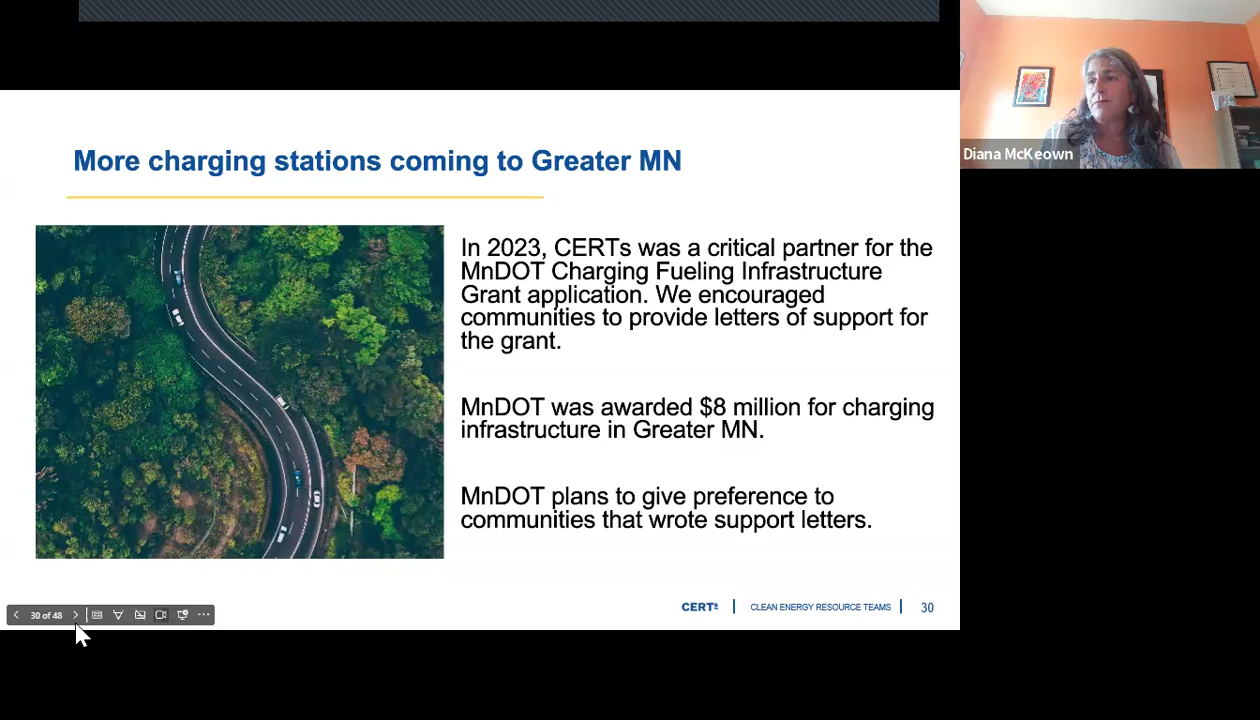 More charging stations coming to Greater MN
Diana McKeown
In 2023, CERTs was a critical partner for the
MnDOT Charging Fueling Infrastructure
Grant application. We encouraged
communities to provide letters of support for
the grant.
MnDOT was awarded $8 million for charging
infrastructure in Greater MN.
MnDOT plans to give preference to
communities that wrote support letters.
30 of 48
CERTs | CLEAN ENERGY RESOURCE TEAMS | 30